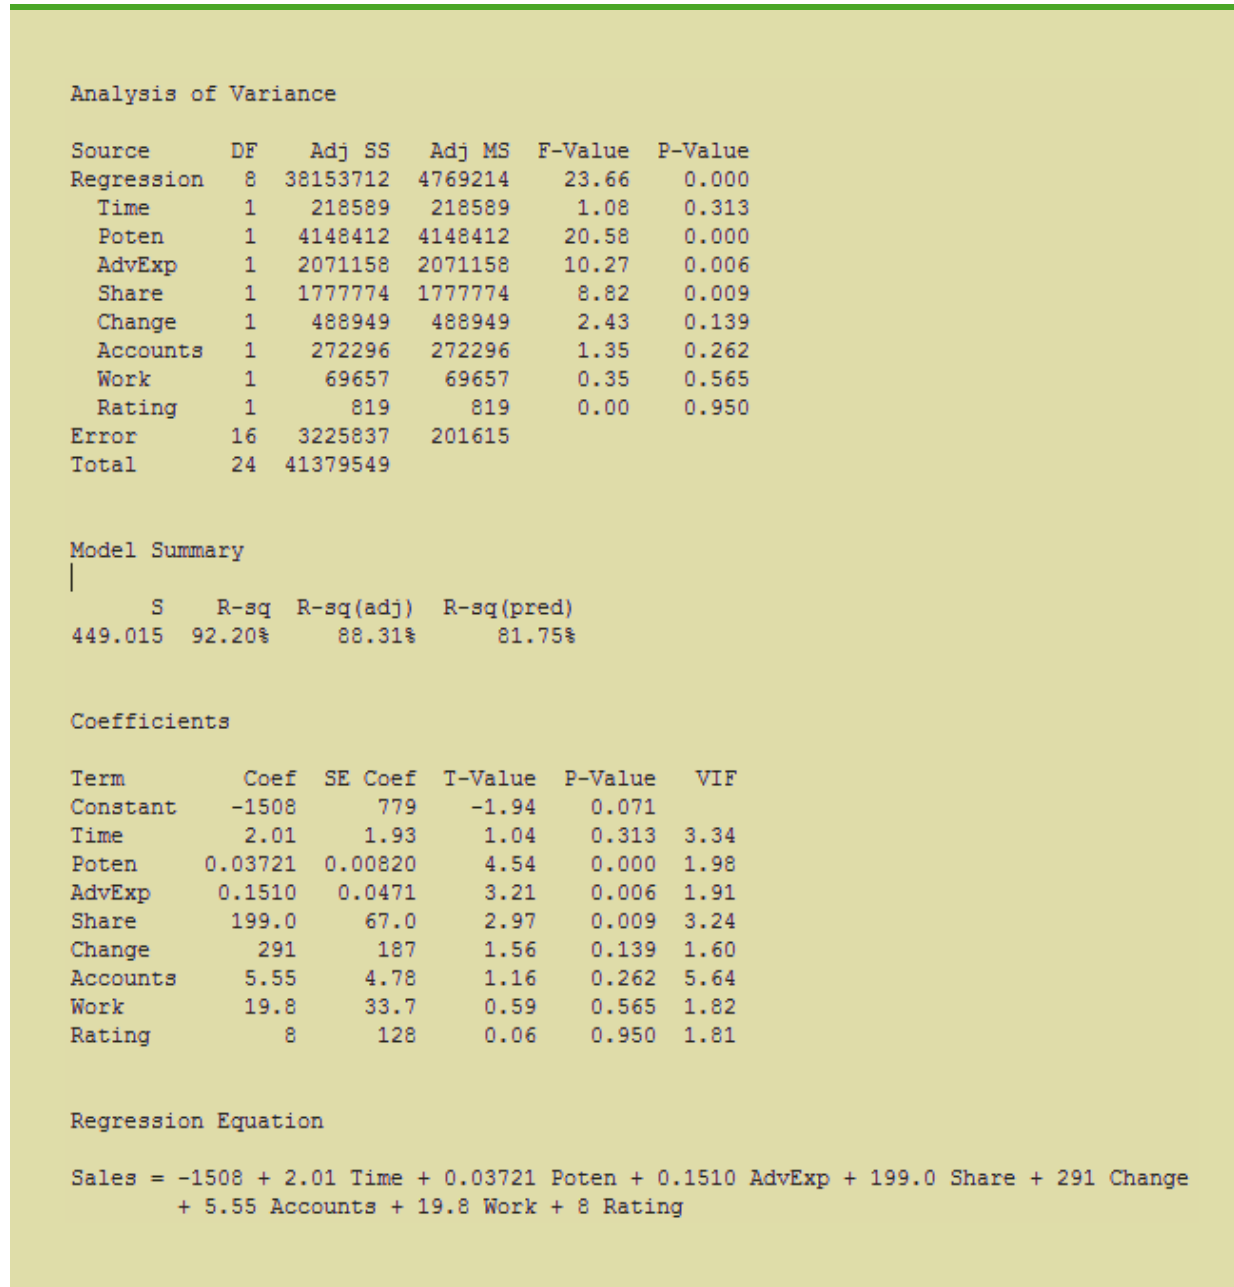 Analysis of Variance
Source DF Adj SS Adj MS F-Value P-Value
Regression 8 38153712 4769214 23.66 0.000
Time 1 218589 218589 1.08 0.313
Poten 1 4148412 4148412 20.58 0.000
AdvExp 1 2071158 2071158 10.27 0.006
Share 1 1777774 1777774 8.82 0.009
Change 1 488949 488949 2.43 0.139
Accounts 1 272296 272296 1.35 0.262
Work 1 69657 69657 0.35 0.565
Rating 1 819 819 0.00 0.950
Error 16 3225837 201615
Total 24 41379549
Model Summary
S R-sq R-sq(adj) R-sq(pred)
449.015 92.20% 88.31% 81.75%
Coefficients
Term Coef SE Coef T-Value P-Value VIF
Constant -1508 779 -1.94 0.071
Time 2.01 1.93 1.04 0.313 3.34
Poten 0.03721 0.00820 4.54 0.000 1.98
AdvExp 0.1510 0.0471 3.21 0.006 1.91
Share 199.0 67.0 2.97 0.009 3.24
Change 291 187 1.56 0.139 1.60
Accounts 5.55 4.78 1.16 0.262 5.64
Work 19.8 33.7 0.59 0.565 1.82
Rating 8 128 0.06 0.950 1.81
Regression Equation
Sales = -1508 + 2.01 Time + 0.03721 Poten + 0.1510 AdvExp + 199.0 Share + 291 Change
+ 5.55 Accounts + 19.8 Work + 8 Rating